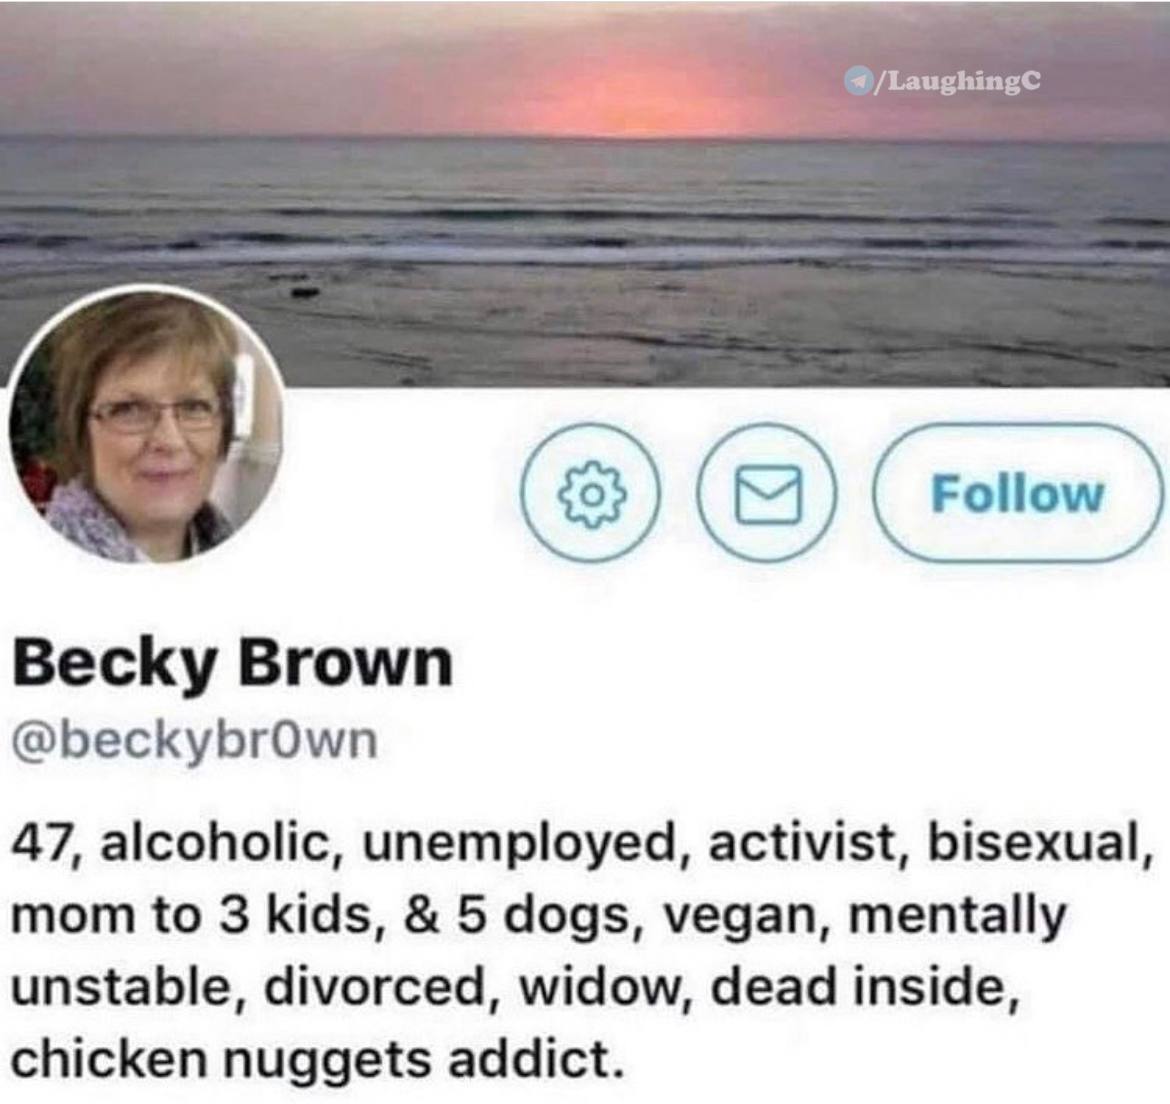 /LaughingC
Follow
Becky Brown
@beckybr0wn
47, alcoholic, unemployed, activist, bisexual,
mom to 3 kids, & 5 dogs, vegan, mentally
unstable, divorced, widow, dead inside,
chicken nuggets addict.